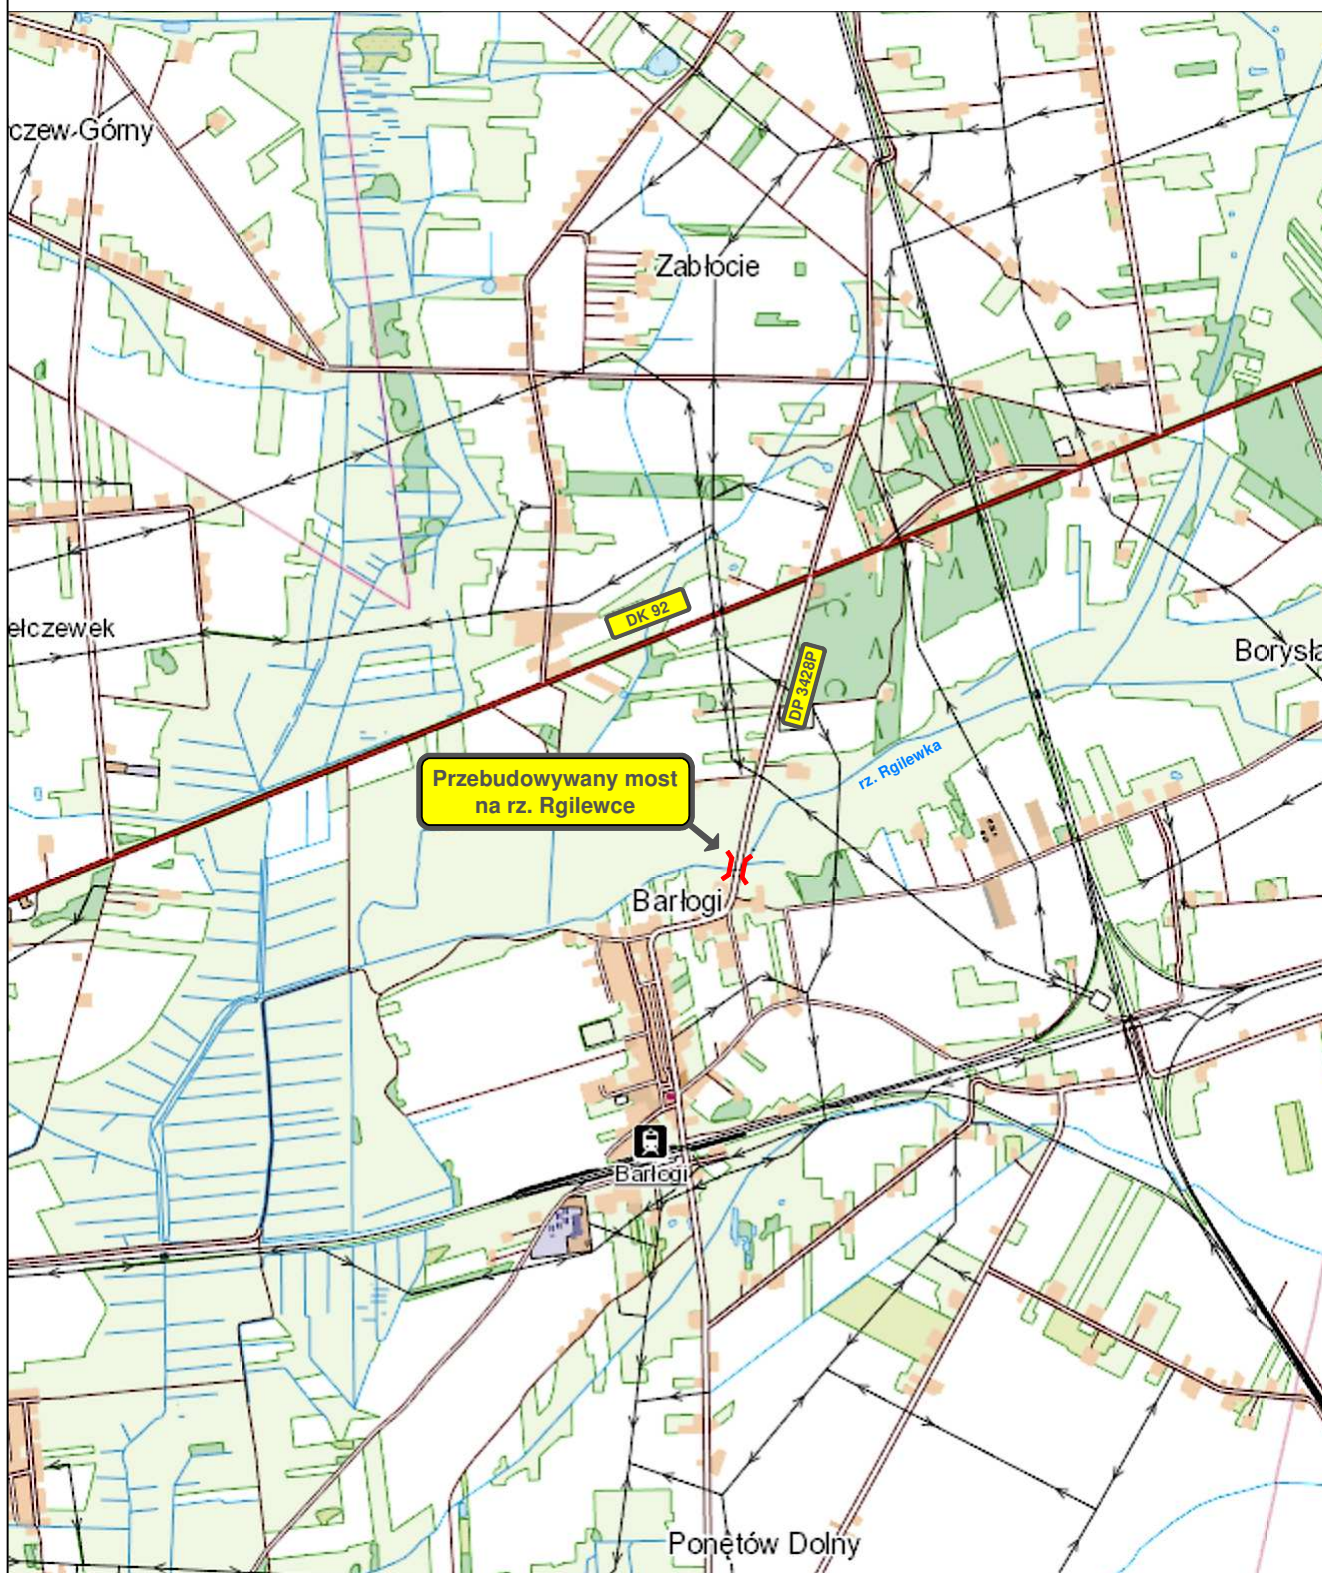 czew Górny
Zabłocie
DK 92
ełczewek
Borysła
DP 3428P
rz. Rgilewka
Przebudowywany most
na rz. Rgilewce
Barłogi
Barłogi
Ponętów Dolny